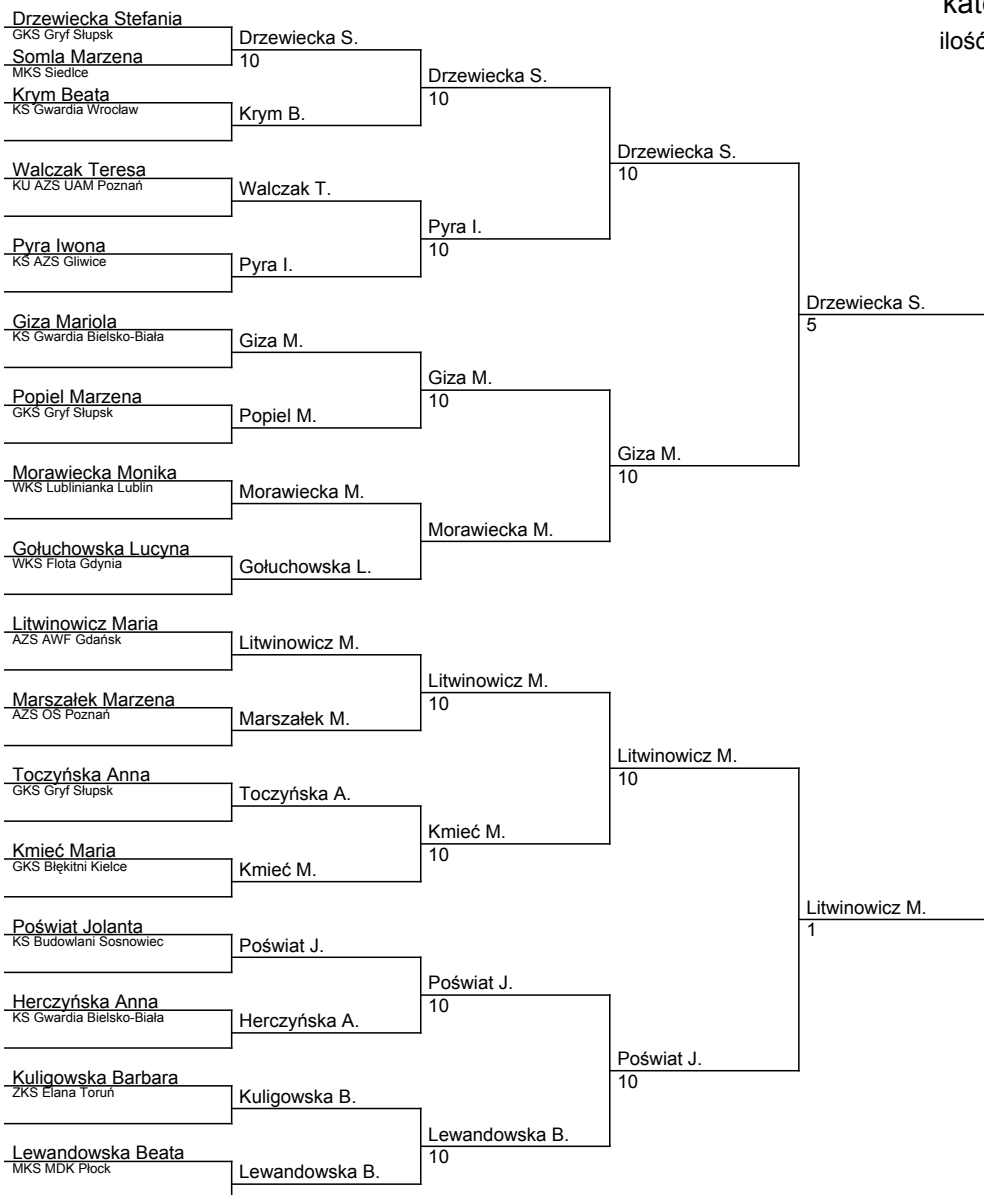 kat
ilość
Drzewiecka Stefania
GKS Gryf Słupsk
Somla Marzena
MKS Siedlce
Krym Beata
KS Gwardia Wrocław
Walczak Teresa
KU AZS UAM Poznań
Pyra Iwona
KS AZS Gliwice
Giza Mariola
KS Gwardia Bielsko-Biała
Popiel Marzena
GKS Gryf Słupsk
Morawiecka Monika
WKS Lublinianka Lublin
Gołuchowska Lucyna
WKS Flota Gdynia
Litwinowicz Maria
AZS AWF Gdańsk
Marszałek Marzena
AZS OŚ Poznań
Toczyńska Anna
GKS Gryf Słupsk
Kmieć Maria
GKS Błękitni Kielce
Poświat Jolanta
KS Budowlani Sosnowiec
Herczyńska Anna
KS Gwardia Bielsko-Biała
Kuligowska Barbara
ZKS Elana Toruń
Lewandowska Beata
MKS MDK Płock
Drzewiecka S.
10
Krym B.
Walczak T.
Pyra I.
Giza M.
Popiel M.
Morawiecka M.
Gołuchowska L.
Litwinowicz M.
Marszałek M.
Toczyńska A.
Kmieć M.
Poświat J.
Herczyńska A.
Kuligowska B.
Lewandowska B.
Drzewiecka S.
10
Pyra I.
10
Giza M.
10
Morawiecka M.
Litwinowicz M.
10
Kmieć M.
10
Poświat J.
10
Lewandowska B.
10
Drzewiecka S.
10
Giza M.
10
Litwinowicz M.
10
Poświat J.
10
Drzewiecka S.
5
Litwinowicz M.
1